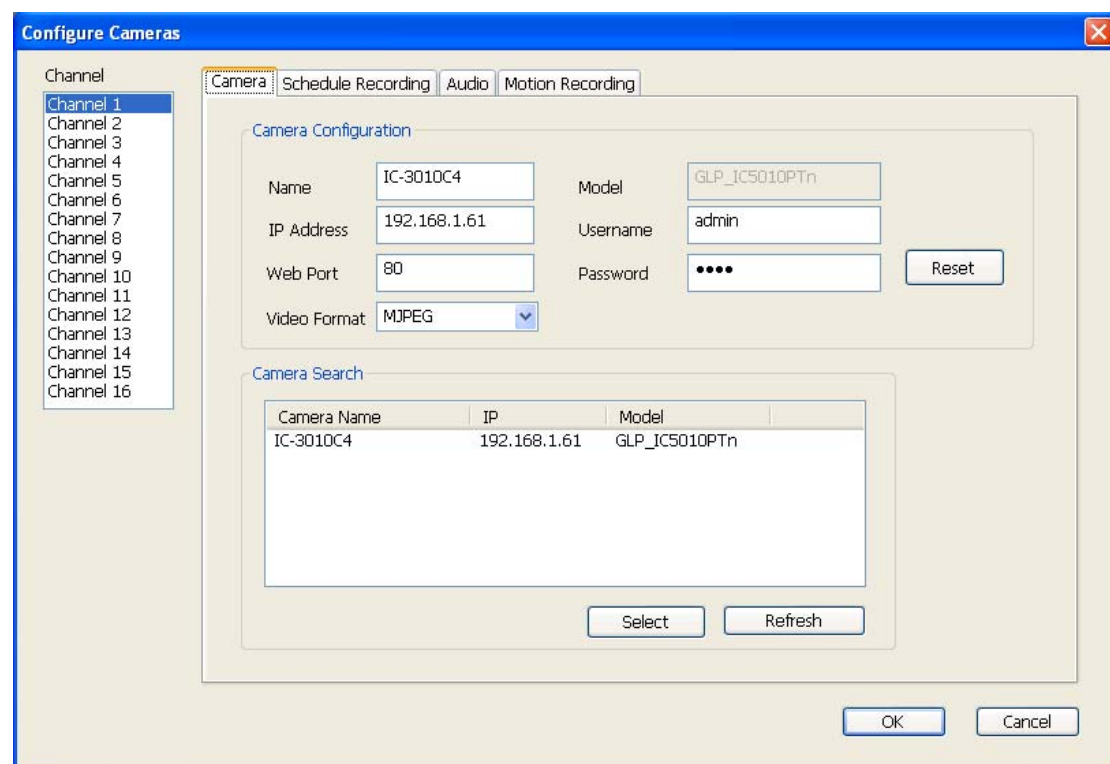 Configure Cameras
Channel
Channel 1
Channel 2
Channel 3
Channel 4
Channel 5
Channel 6
Channel 7
Channel 8
Channel 9
Channel 10
Channel 11
Channel 12
Channel 13
Channel 14
Channel 15
Channel 16
Camera Schedule Recording Audio Motion Recording
Camera Configuration
Name IC-3010C4 Model GLP_IC5010PTn
IP Address 192.168.1.61 Username admin
Web Port 80 Password •••• Reset
Video Format MJPEG
Camera Search
Camera Name IP Model
IC-3010C4 192.168.1.61 GLP_IC5010PTn
Select Refresh
OK Cancel